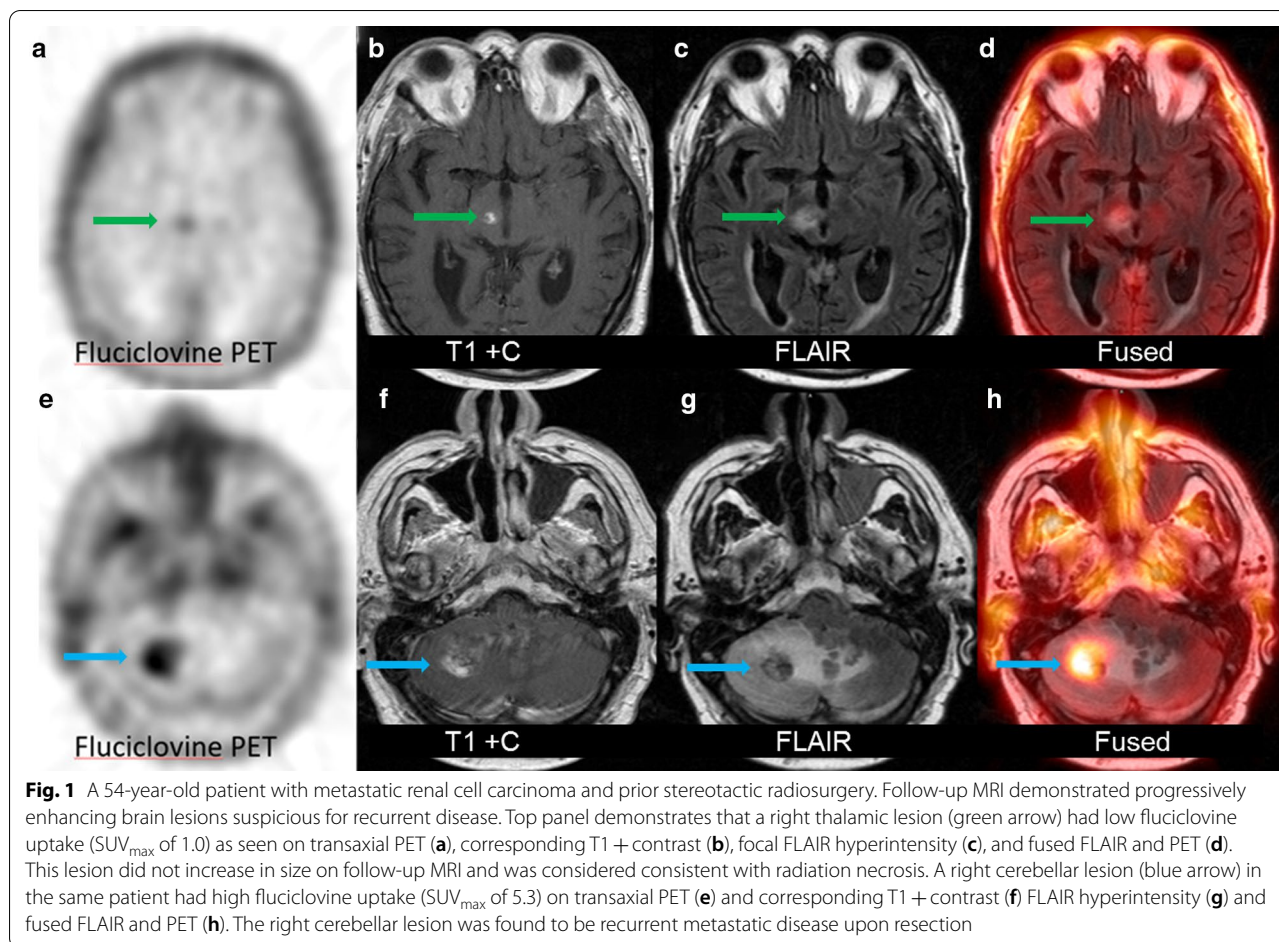 a
b
c
d
Fluciclovine PET
T1 +C
FLAIR
Fused
e
f
g
h
Fluciclovine PET
T1 +C
FLAIR
Fused
Fig. 1 A 54-year-old patient with metastatic renal cell carcinoma and prior stereotactic radiosurgery. Follow-up MRI demonstrated progressively
enhancing brain lesions suspicious for recurrent disease. Top panel demonstrates that a right thalamic lesion (green arrow) had low fluciclovine
uptake (SUVmax of 1.0) as seen on transaxial PET (a), corresponding T1 + contrast (b), focal FLAIR hyperintensity (c), and fused FLAIR and PET (d).
This lesion did not increase in size on follow-up MRI and was considered consistent with radiation necrosis. A right cerebellar lesion (blue arrow) in
the same patient had high fluciclovine uptake (SUVmax of 5.3) on transaxial PET (e) and corresponding T1 + contrast (f) FLAIR hyperintensity (g) and
fused FLAIR and PET (h). The right cerebellar lesion was found to be recurrent metastatic disease upon resection